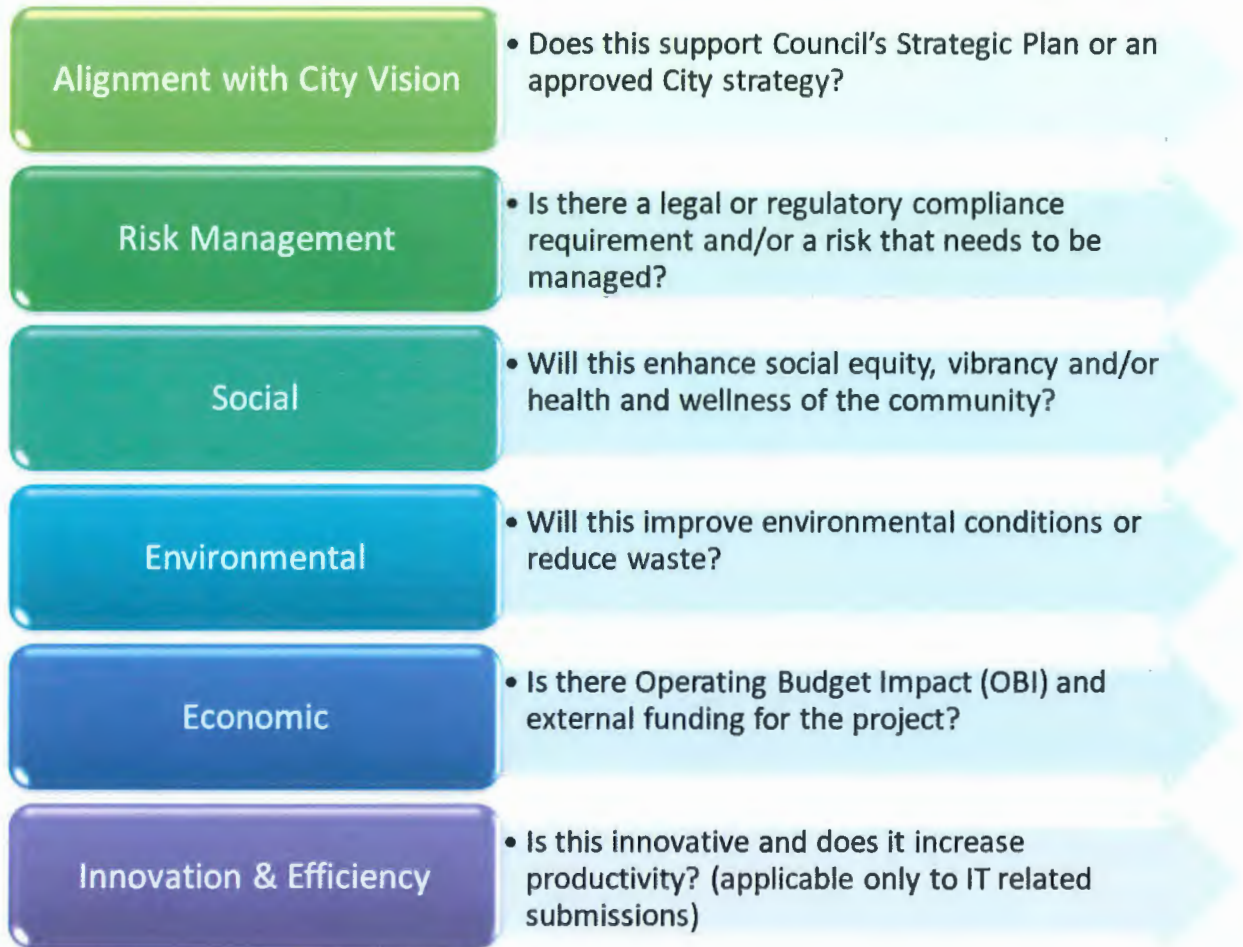 Alignment with City Vision
• Does this support Council's Strategic Plan or an
approved City strategy?
Risk Management
• Is there a legal or regulatory compliance
requirement and/or a risk that needs to be
managed?
Social
• Will this enhance social equity, vibrancy and/or
health and wellness of the community?
Environmental
• Will this improve environmental conditions or
reduce waste?
Economic
• Is there Operating Budget Impact (OBI) and
external funding for the project?
Innovation & Efficiency
• Is this innovative and does it increase
productivity? (applicable only to IT related
submissions)